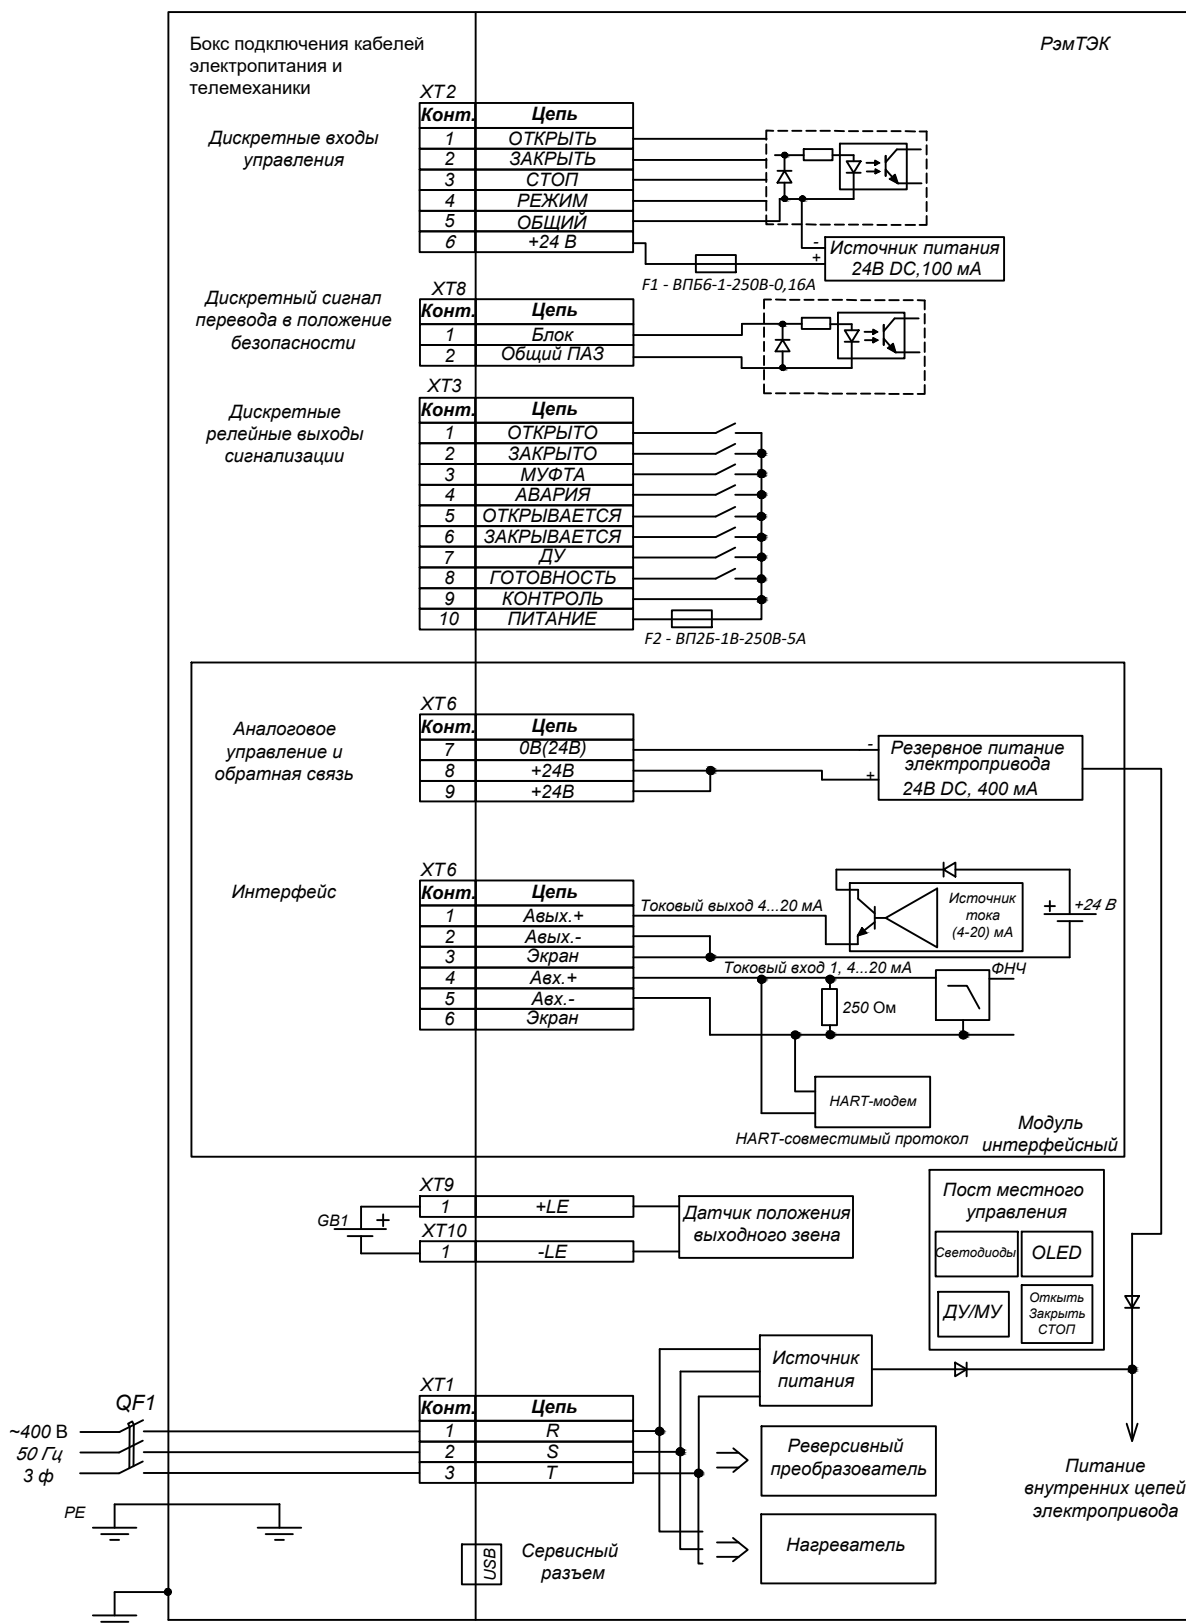 Бокс подключения кабелей
электропитания и
телемеханики
РэмТЭК
XT2
Конт. Цепь
Дискретные входы
управления
1 ОТКРЫТЬ
2 ЗАКРЫТЬ
3 СТОП
4 РЕЖИМ
5 ОБЩИЙ
6 +24 В
-
+
Источник питания
24В DC,100 мА
F1 - ВПБ6-1-250В-0,16А
Дискретный сигнал
перевода в положение
безопасности
XT8
Конт. Цепь
1 Блок
2 Общий ПАЗ
XT3
Дискретные
релейные выходы
сигнализации
Конт. Цепь
1 ОТКРЫТО
2 ЗАКРЫТО
3 МУФТА
4 АВАРИЯ
5 ОТКРЫВАЕТСЯ
6 ЗАКРЫВАЕТСЯ
7 ДУ
8 ГОТОВНОСТЬ
9 КОНТРОЛЬ
10 ПИТАНИЕ
F2 - ВП2Б-1В-250В-5А
XT6
Аналоговое
управление и
обратная связь
Конт. Цепь
7 0В(24В)
8 +24В
9 +24В
-
+
Резервное питание
электропривода
24В DC, 400 мА
XT6
Интерфейс
Конт. Цепь
1 Авых.+
2 Авых.-
3 Экран
4 Авх.+
5 Авх.-
6 Экран
Токовый выход 4...20 мА
Источник
тока
(4-20) мА
+
+24 В
Токовый вход 1, 4...20 мА
ФНЧ
250 Ом
HART-модем
HART-совместимый протокол
Модуль
интерфейсный
XT9
1 +LE
GB1 +
XT10
1 -LE
Датчик положения
выходного звена
Пост местного
управления
Светодиоды
OLED
ДУ/МУ
Откыть
Закрыть
СТОП
Источник
питания
QF1
XT1
Конт. Цепь
1 R
2 S
3 T
~400 В
50 Гц
3 ф
PE
Реверсивный
преобразователь
Питание
внутренних цепей
электропривода
Нагреватель
USB
Сервисный
разъем